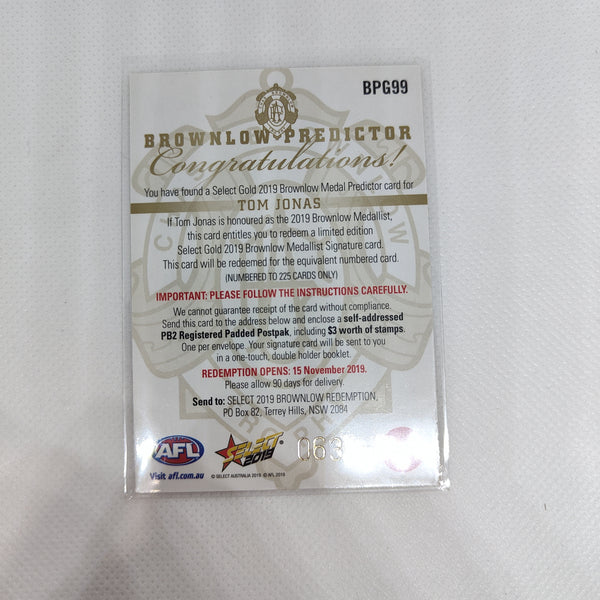 BPG99
BROWNLOW PREDICTOR
Congratulations!
You have found a Select Gold 2019 Brownlow Medal Predictor card for
TOM JONAS
If Tom Jonas is honoured as the 2019 Brownlow Medallist,
this card entitles you to redeem a limited edition
Select Gold 2019 Brownlow Medallist Signature card.
This card will be redeemed for the equivalent numbered card.
(NUMBERED TO 225 CARDS ONLY)
IMPORTANT: PLEASE FOLLOW THE INSTRUCTIONS CAREFULLY.
We cannot guarantee receipt of the card without compliance.
Send this card to the address below and enclose a self-addressed
PB2 Registered Padded Postpak, including $3 worth of stamps.
One per envelope. Your signature card will be sent to you
in a one-touch, double holder booklet.
REDEMPTION OPENS: 15 November 2019.
Please allow 90 days for delivery.
Send to: SELECT 2019 BROWNLOW REDEMPTION,
PO Box 82, Terrey Hills, NSW 2084
AFL
SELECT
2019
063
Visit afl.com.au
© SELECT AUSTRALIA 2019 © AFL 2019